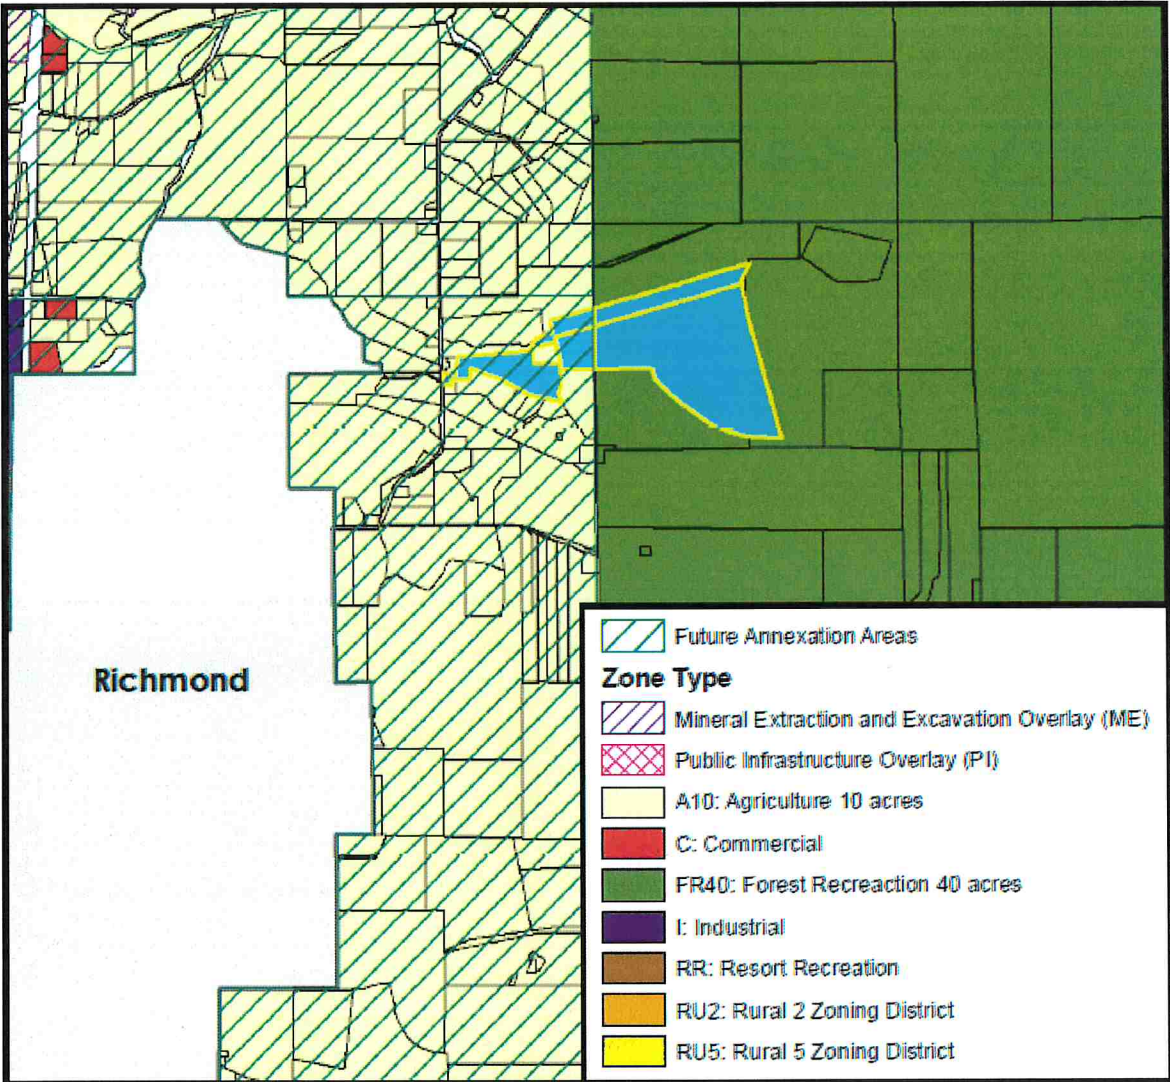 Richmond
Future Annexation Areas
Zone Type
Mineral Extraction and Excavation Overlay (ME)
Public Infrastructure Overlay (PI)
A10: Agriculture 10 acres
C: Commercial
FR40: Forest Recreaction 40 acres
I: Industrial
RR: Resort Recreation
RU2: Rural 2 Zoning District
RU5: Rural 5 Zoning District